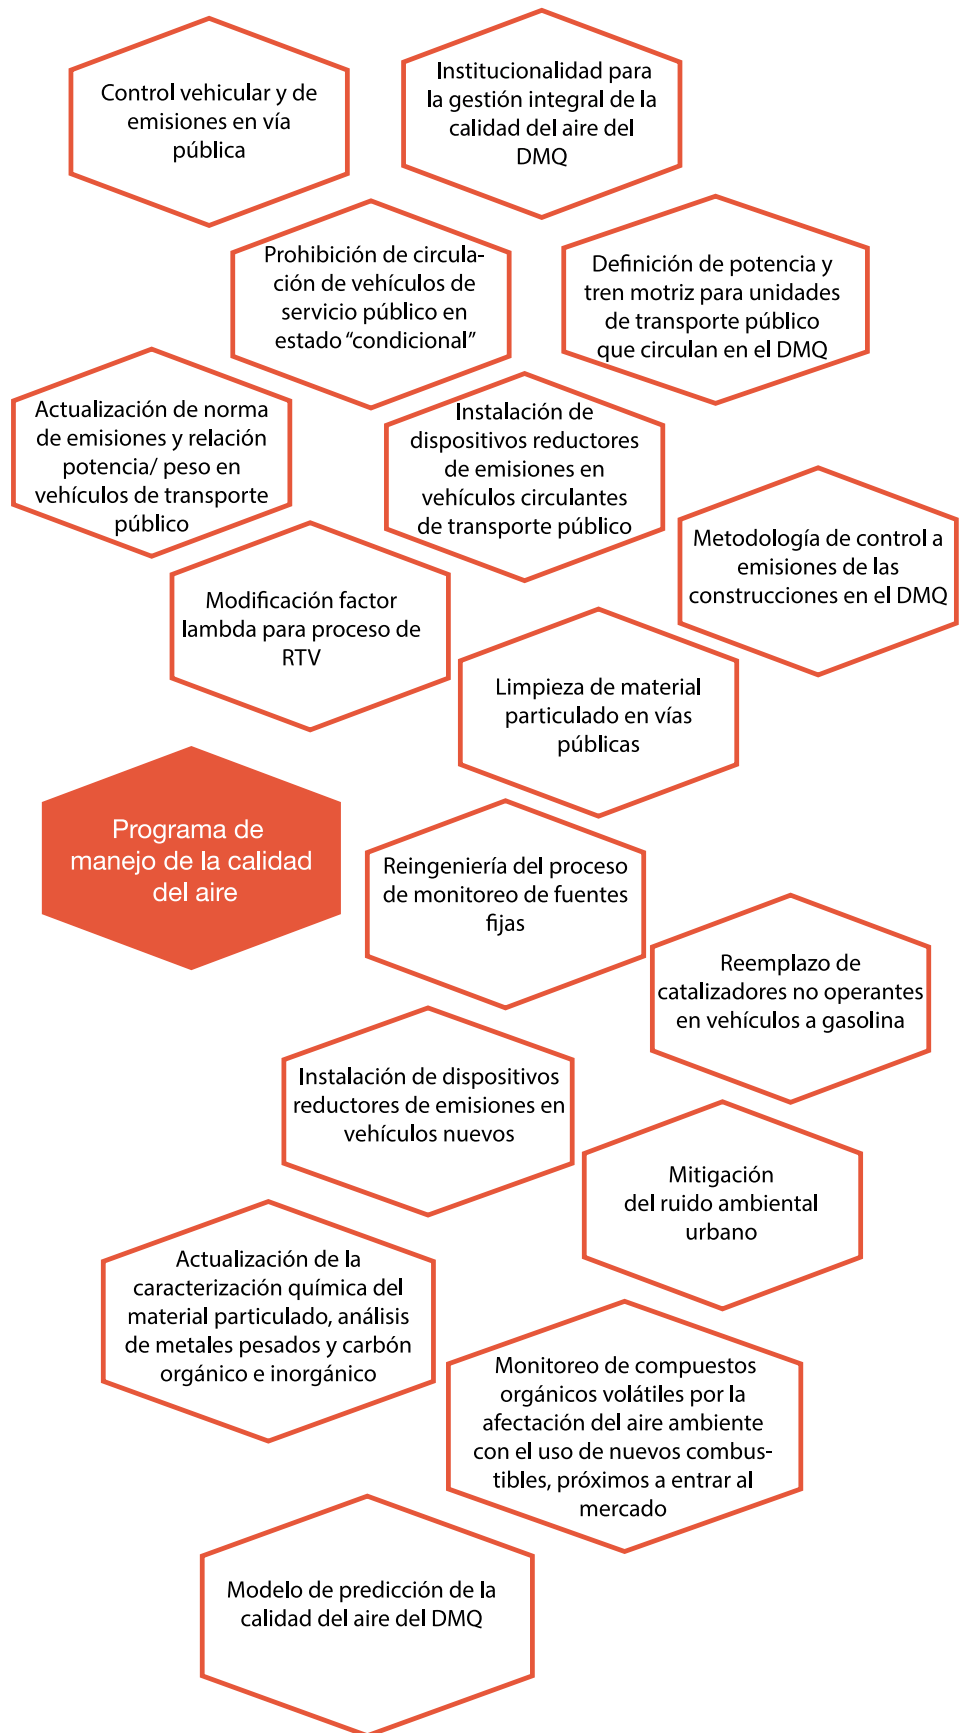 Control vehicular y de
emisiones en vía
pública
Institucionalidad para
la gestión integral de la
calidad del aire del
DMQ
Prohibición de circula-
ción de vehículos de
servicio público en
estado “condicional”
Definición de potencia y
tren motriz para unidades
de transporte público
que circulan en el DMQ
Actualización de norma
de emisiones y relación
potencia/ peso en
vehículos de transporte
público
Instalación de
dispositivos reductores
de emisiones en
vehículos circulantes
de transporte público
Metodología de control a
emisiones de las
construcciones en el DMQ
Modificación factor
lambda para proceso de
RTV
Limpieza de material
particulado en vías
públicas
Programa de
manejo de la calidad
del aire
Reingeniería del proceso
de monitoreo de fuentes
fijas
Reemplazo de
catalizadores no operantes
en vehículos a gasolina
Instalación de dispositivos
reductores de emisiones en
vehículos nuevos
Mitigación
del ruido ambiental
urbano
Actualización de la
caracterización química del
material particulado, análisis
de metales pesados y carbón
orgánico e inorgánico
Monitoreo de compuestos
orgánicos volátiles por la
afectación del aire ambiente
con el uso de nuevos combus-
tibles, próximos a entrar al
mercado
Modelo de predicción de la
calidad del aire del DMQ